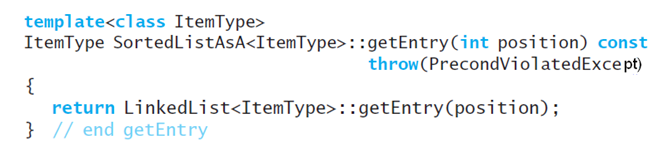 template<class ItemType>
ItemType SortedListAsA<ItemType>::getEntry(int position) const
throw(PrecondViolatedExcept)
{
return LinkedList<ItemType>::getEntry(position);
} // end getEntry